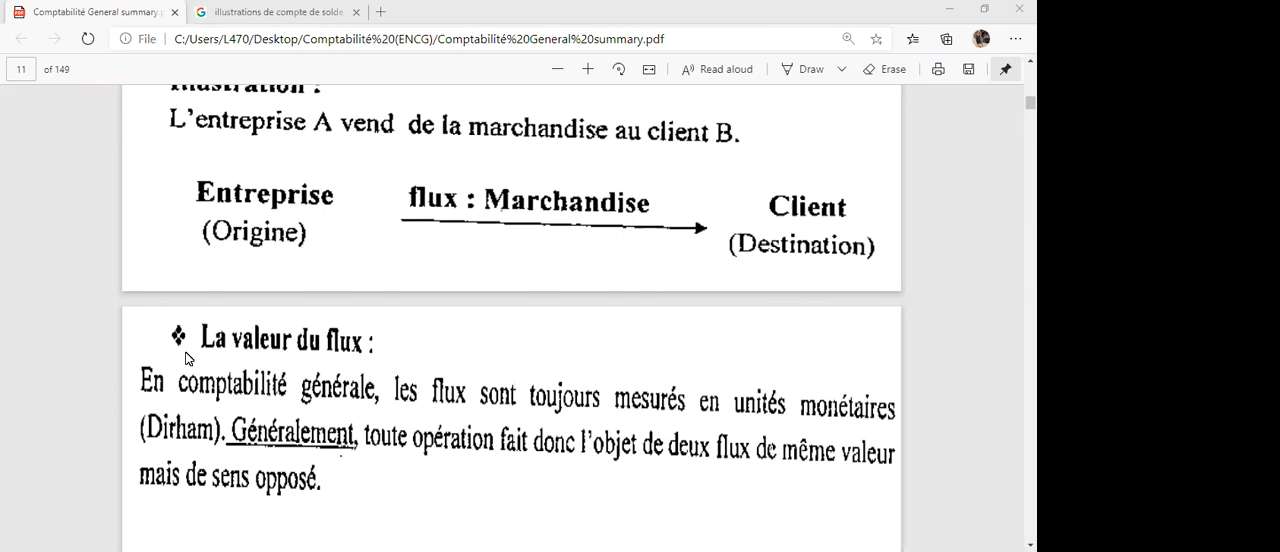 Comptabilité General summary.p
illustrations de compte de solde
File
C:/Users/L470/Desktop/Comptabilité%20(ENCG)/Comptabilité%20General%20summary.pdf
11 of 149
Read aloud
Draw
Erase
Illustration :
L'entreprise A vend de la marchandise au client B.
Entreprise flux : Marchandise Client
(Origine) (Destination)
❖ La valeur du flux :
En comptabilité générale, les flux sont toujours mesurés en unités monétaires
(Dirham). Généralement, toute opération fait donc l'objet de deux flux de même valeur
mais de sens opposé.